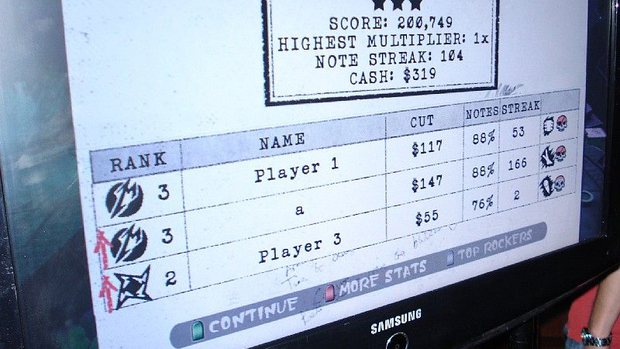 SCORE: 200,749
HIGHEST MULTIPLIER: 1x
NOTE STREAK: 104
CASH: $319
RANK NAME CUT NOTES STREAK
3 Player 1 $117 88% 53
3 a $147 88% 166
2 Player 3 $55 76% 2
CONTINUE MORE STATS TOP ROCKERS
SAMSUNG